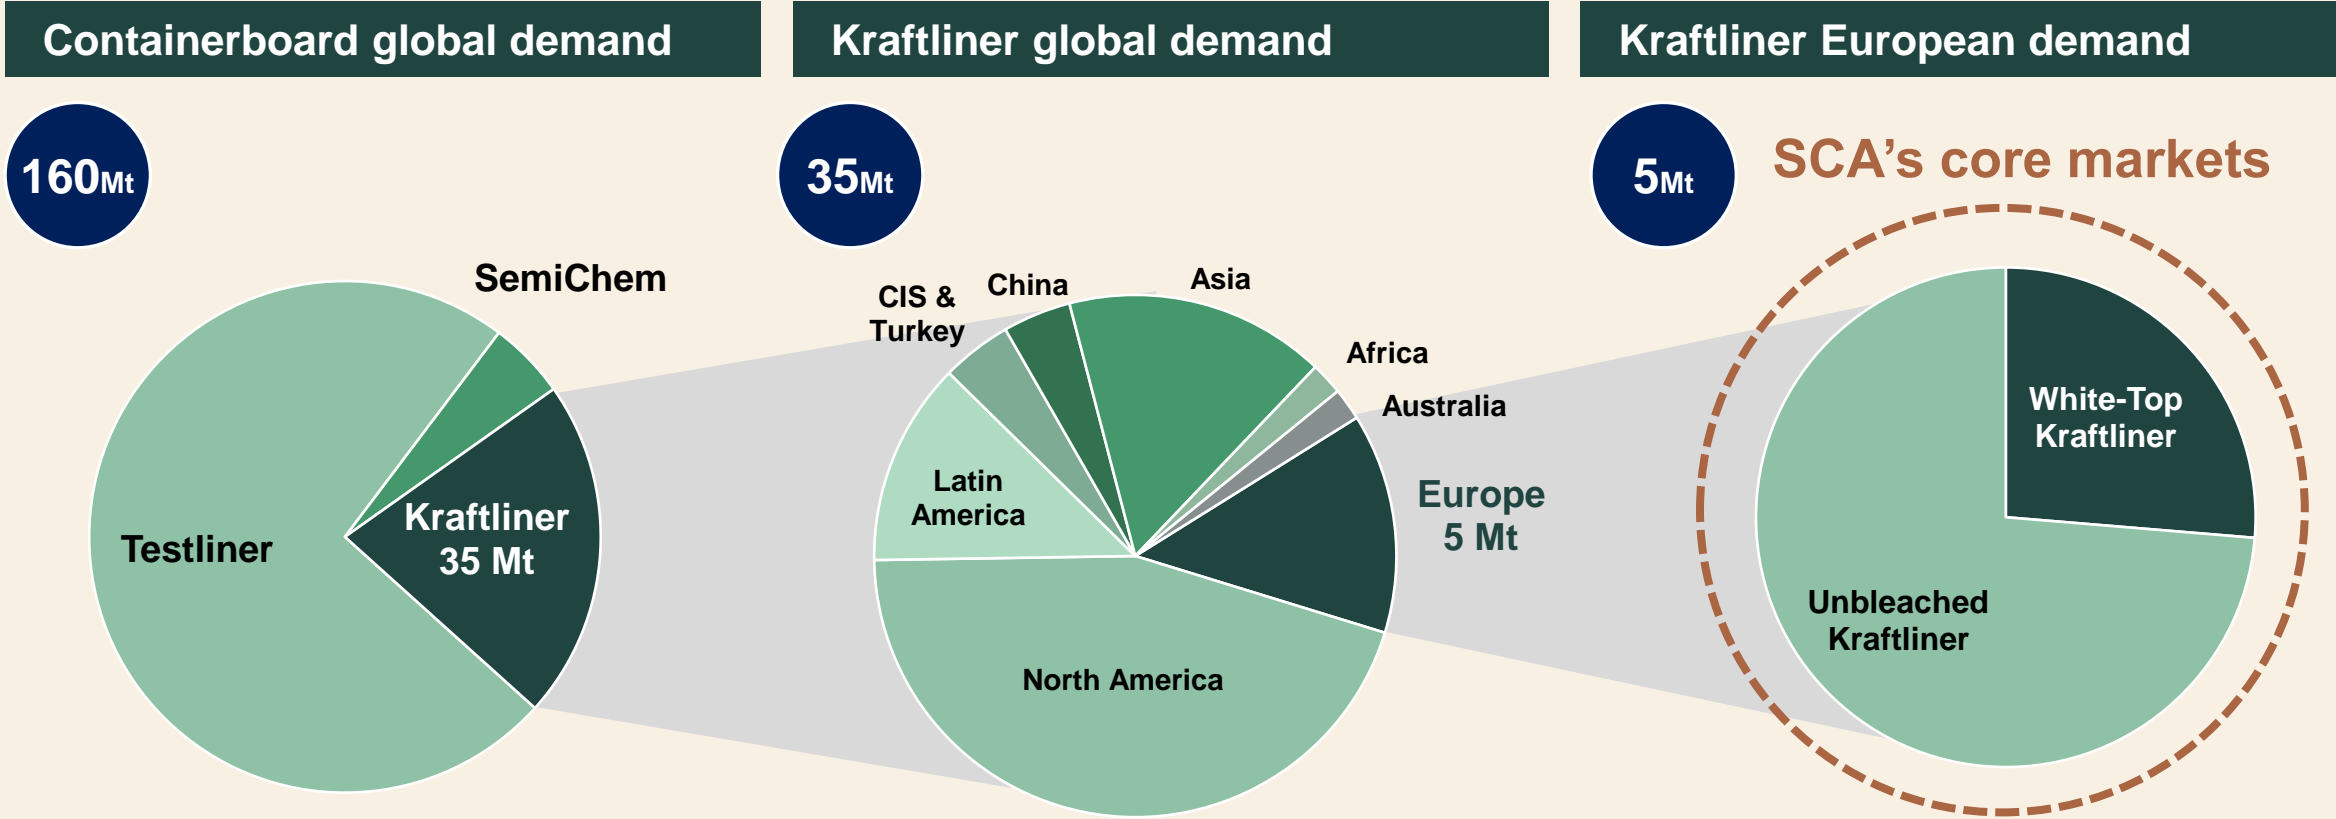 Containerboard global demand
160Mt
SemiChem
Testliner
Kraftliner
35 Mt
Kraftliner global demand
35Mt
CIS &
Turkey
China
Asia
Africa
Australia
Latin
America
Europe
5 Mt
North America
Kraftliner European demand
5Mt
SCA’s core markets
White-Top
Kraftliner
Unbleached
Kraftliner